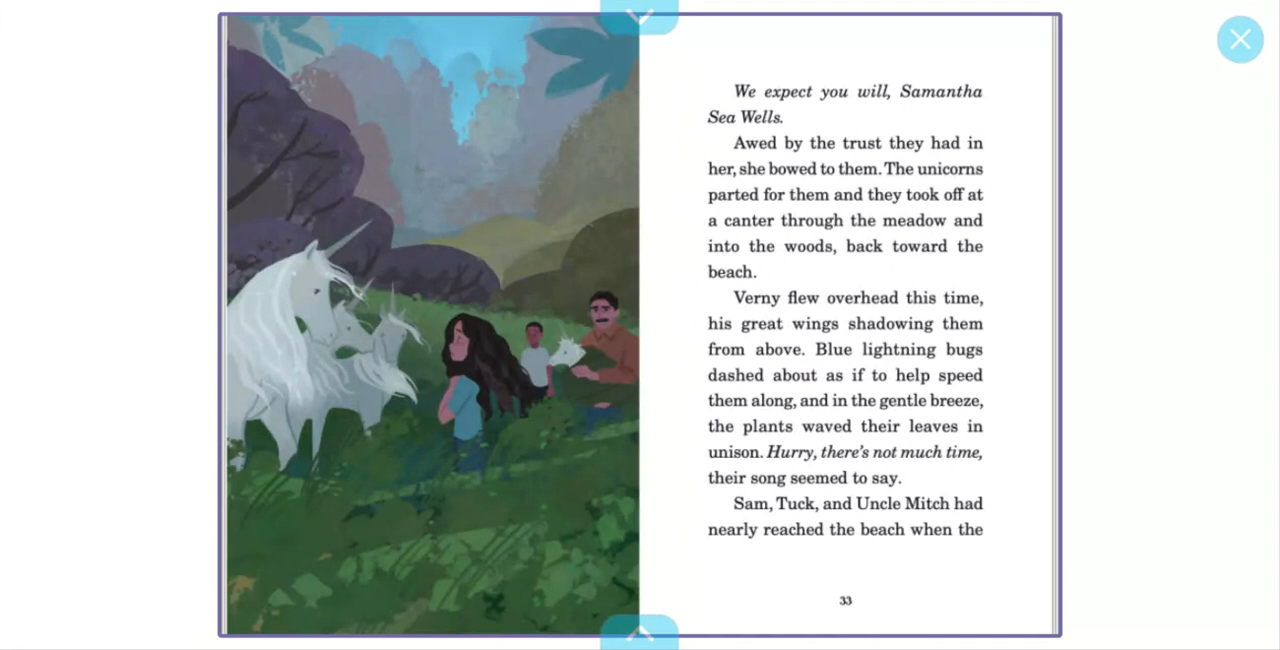 We expect you will, Samantha
Sea Wells.
Awed by the trust they had in
her, she bowed to them. The unicorns
parted for them and they took off at
a canter through the meadow and
into the woods, back toward the
beach.
Verny flew overhead this time,
his great wings shadowing them
from above. Blue lightning bugs
dashed about as if to help speed
them along, and in the gentle breeze,
the plants waved their leaves in
unison. Hurry, there's not much time,
their song seemed to say.
Sam, Tuck, and Uncle Mitch had
nearly reached the beach when the
33